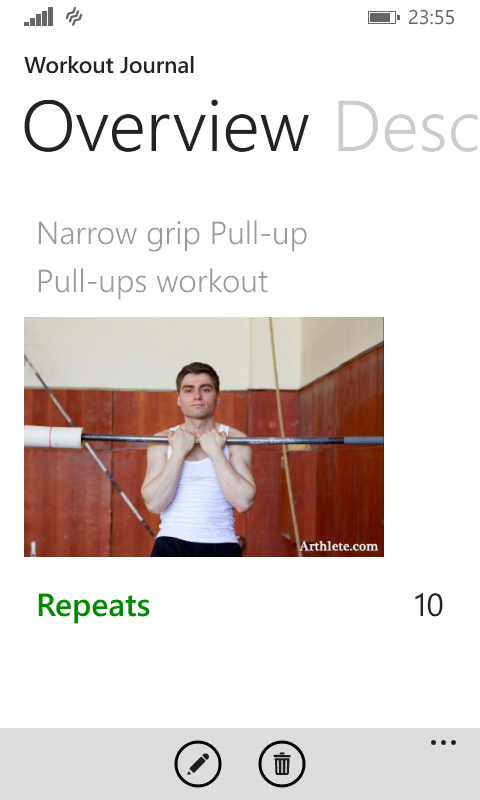 23:55
Workout Journal
Overview Desc
Narrow grip Pull-up
Pull-ups workout
Arthlete.com
Repeats 10